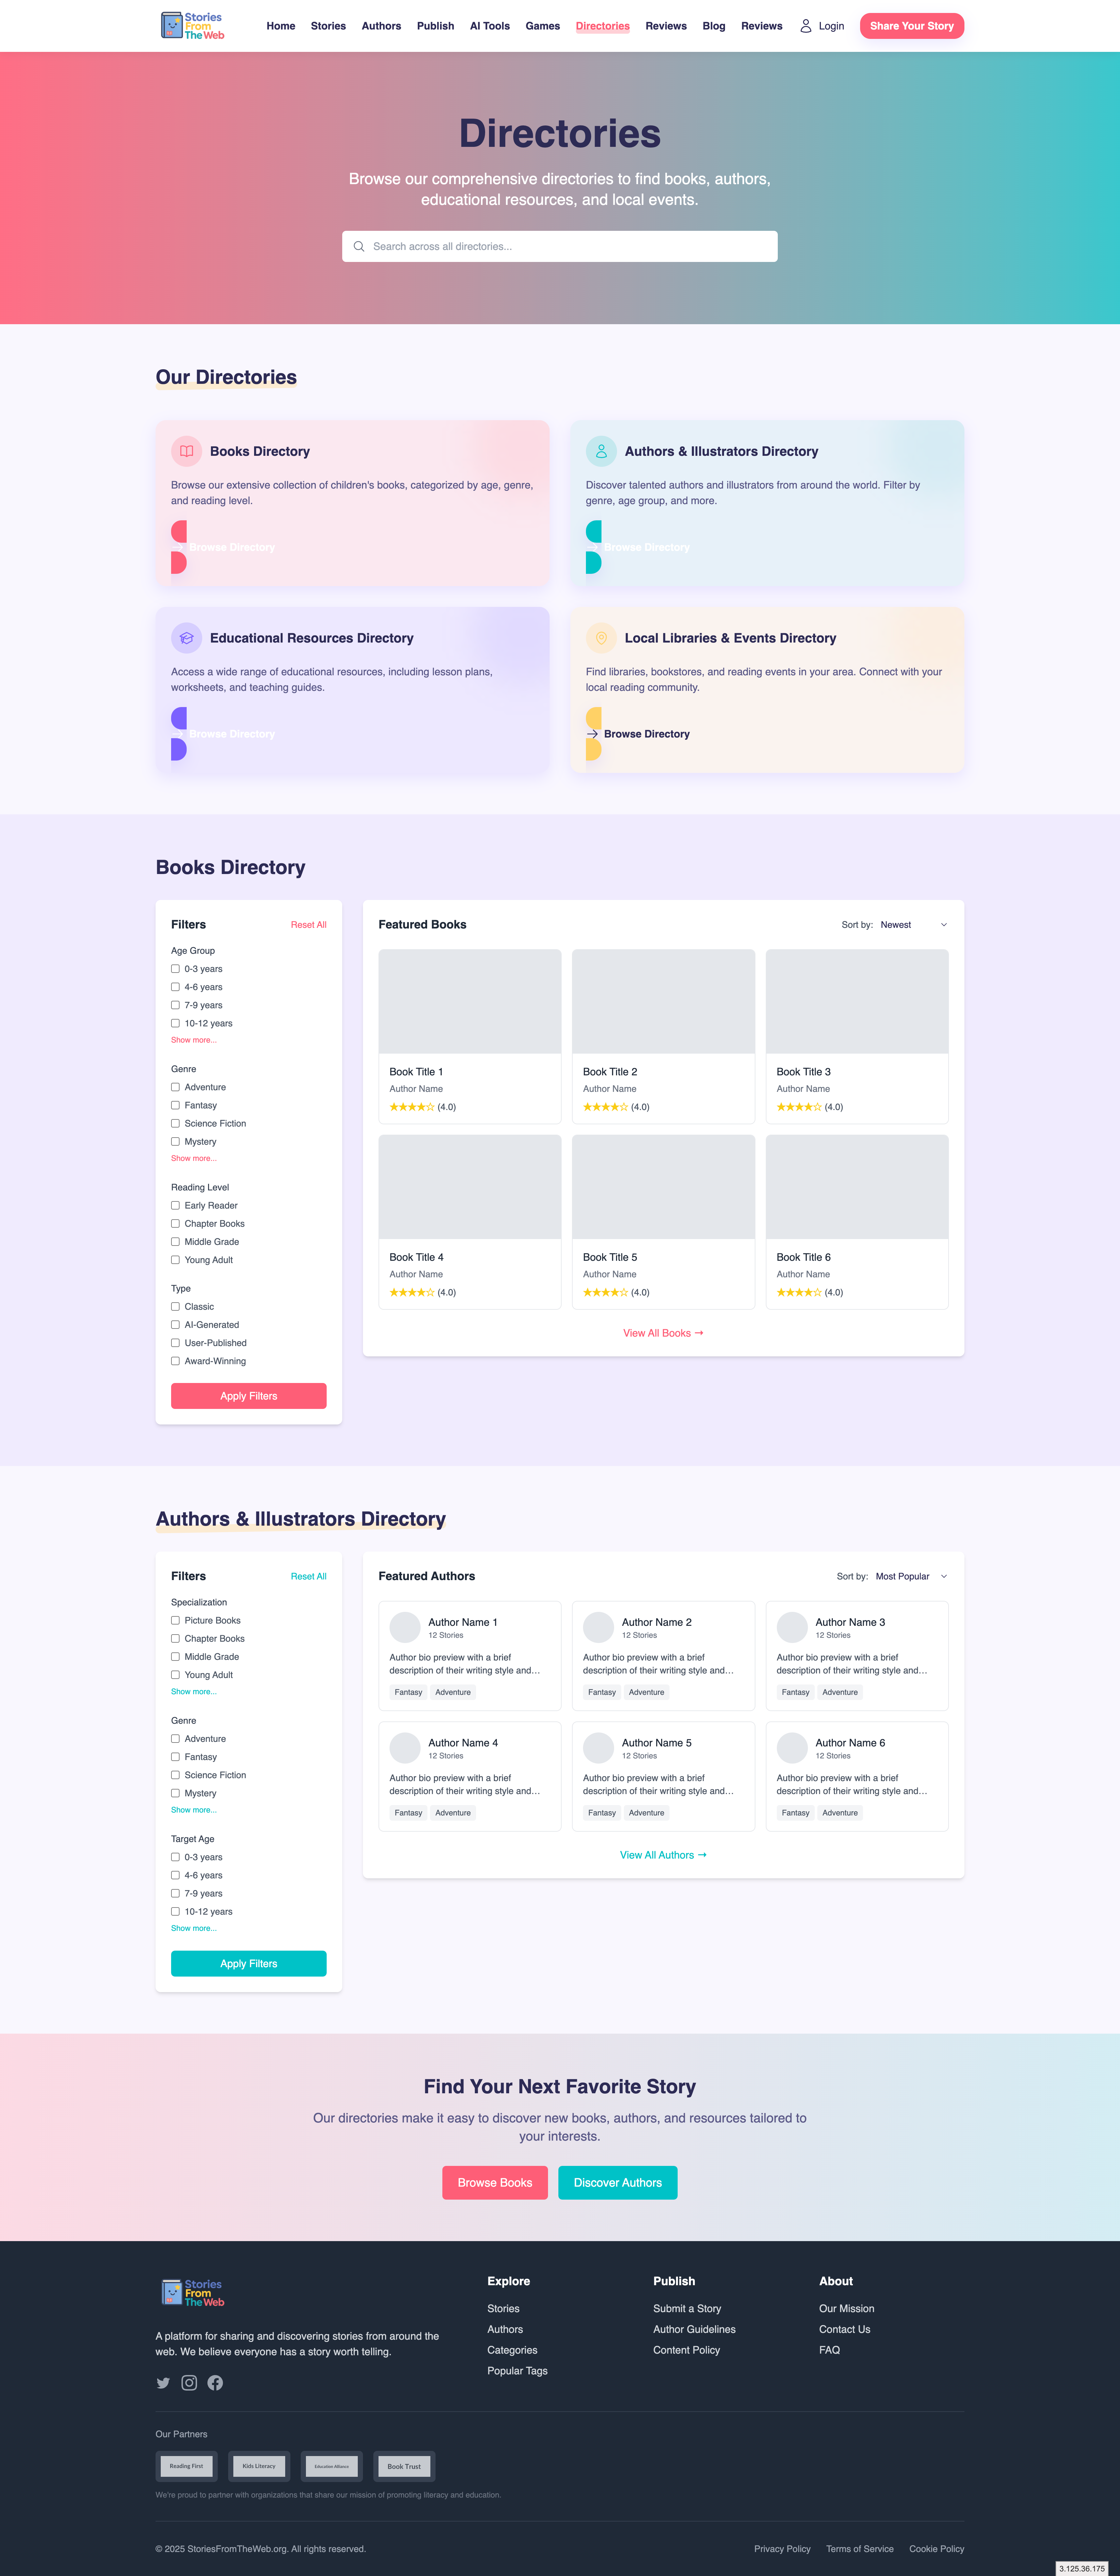 Stories
From
The Web
Home Stories Authors Publish AI Tools Games Directories Reviews Blog Reviews Login Share Your Story
Directories
Browse our comprehensive directories to find books, authors,
educational resources, and local events.
Search across all directories...
Our Directories
Books Directory
Browse our extensive collection of children's books, categorized by age, genre,
and reading level.
Browse Directory
Authors & Illustrators Directory
Discover talented authors and illustrators from around the world. Filter by
genre, age group, and more.
Browse Directory
Educational Resources Directory
Access a wide range of educational resources, including lesson plans,
worksheets, and teaching guides.
Browse Directory
Local Libraries & Events Directory
Find libraries, bookstores, and reading events in your area. Connect with your
local reading community.
Browse Directory
Books Directory
Filters Reset All
Age Group
0-3 years
4-6 years
7-9 years
10-12 years
Show more...
Genre
Adventure
Fantasy
Science Fiction
Mystery
Show more...
Reading Level
Early Reader
Chapter Books
Middle Grade
Young Adult
Type
Classic
AI-Generated
User-Published
Award-Winning
Apply Filters
Featured Books Sort by: Newest
Book Title 1
Author Name
★★★★☆ (4.0)
Book Title 2
Author Name
★★★★☆ (4.0)
Book Title 3
Author Name
★★★★☆ (4.0)
Book Title 4
Author Name
★★★★☆ (4.0)
Book Title 5
Author Name
★★★★☆ (4.0)
Book Title 6
Author Name
★★★★☆ (4.0)
View All Books →
Authors & Illustrators Directory
Filters Reset All
Specialization
Picture Books
Chapter Books
Middle Grade
Young Adult
Show more...
Genre
Adventure
Fantasy
Science Fiction
Mystery
Show more...
Target Age
0-3 years
4-6 years
7-9 years
10-12 years
Show more...
Apply Filters
Featured Authors Sort by: Most Popular
Author Name 1
12 Stories
Author bio preview with a brief
description of their writing style and…
Fantasy Adventure
Author Name 2
12 Stories
Author bio preview with a brief
description of their writing style and…
Fantasy Adventure
Author Name 3
12 Stories
Author bio preview with a brief
description of their writing style and…
Fantasy Adventure
Author Name 4
12 Stories
Author bio preview with a brief
description of their writing style and…
Fantasy Adventure
Author Name 5
12 Stories
Author bio preview with a brief
description of their writing style and…
Fantasy Adventure
Author Name 6
12 Stories
Author bio preview with a brief
description of their writing style and…
Fantasy Adventure
View All Authors →
Find Your Next Favorite Story
Our directories make it easy to discover new books, authors, and resources tailored to
your interests.
Browse Books Discover Authors
Stories
From
The Web
A platform for sharing and discovering stories from around the
web. We believe everyone has a story worth telling.
Explore
Stories
Authors
Categories
Popular Tags
Publish
Submit a Story
Author Guidelines
Content Policy
About
Our Mission
Contact Us
FAQ
Our Partners
Reading First Kids Literacy Education Alliance Book Trust
We're proud to partner with organizations that share our mission of promoting literacy and education.
© 2025 StoriesFromTheWeb.org. All rights reserved.
Privacy Policy Terms of Service Cookie Policy
3.125.36.175